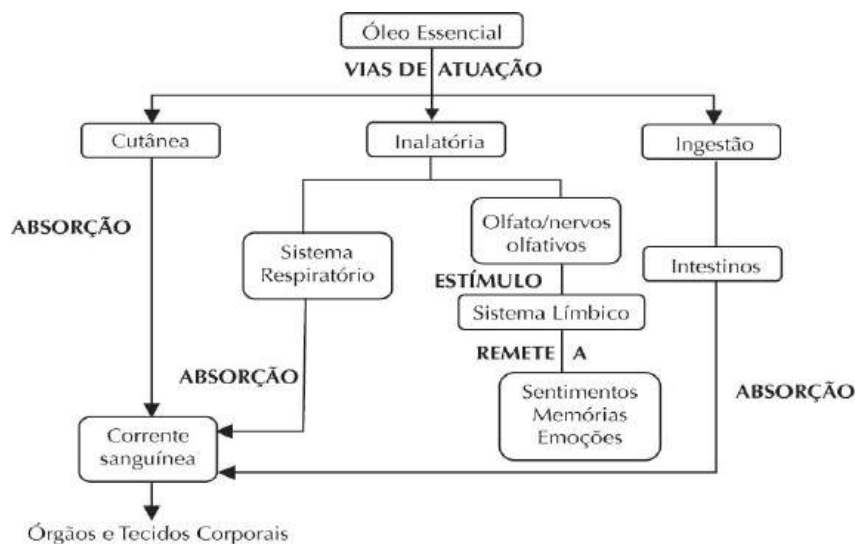 Óleo Essencial
VIAS DE ATUAÇÃO
Cutânea
Inalatória
Ingestão
ABSORÇÃO
Sistema
Respiratório
Olfato/nervos
olfativos
Intestinos
ESTÍMULO
Sistema Límbico
REMETE A
ABSORÇÃO
Sentimentos
Memórias
Emoções
ABSORÇÃO
Corrente
sanguínea
Órgãos e Tecidos Corporais